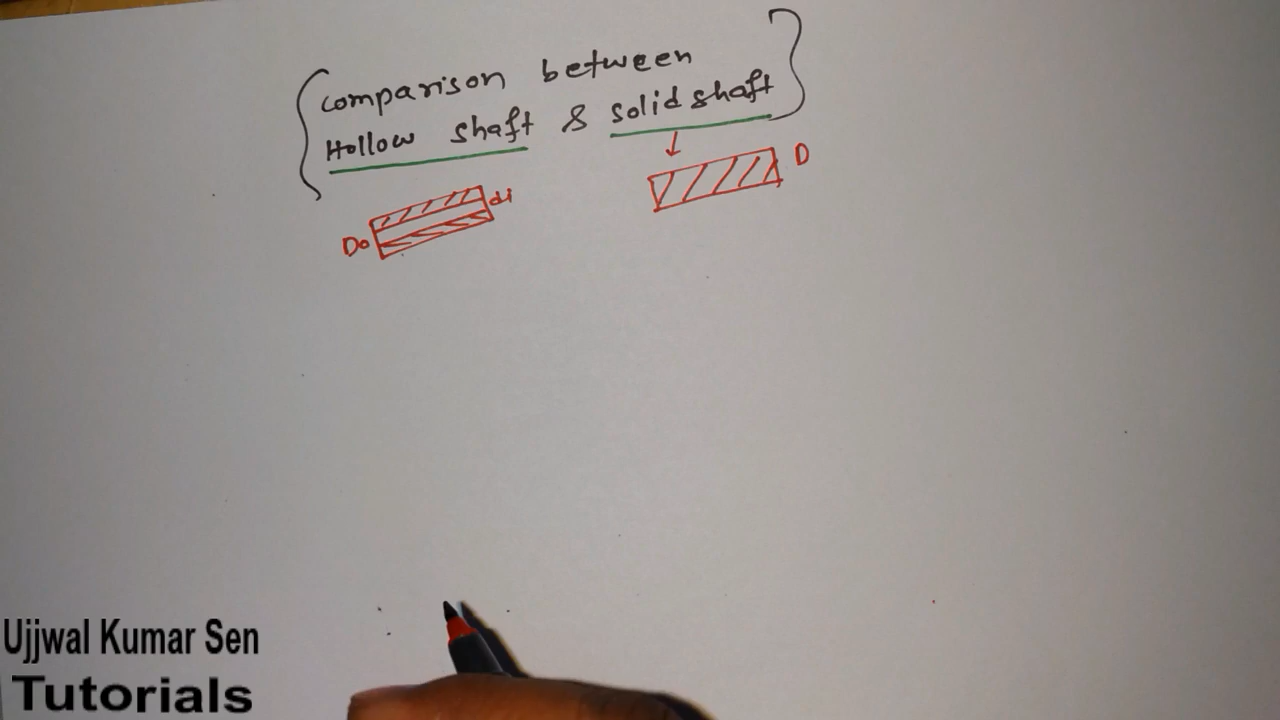 Comparison between
Hollow shaft & solid shaft
Do
di
D
Ujjwal Kumar Sen
Tutorials